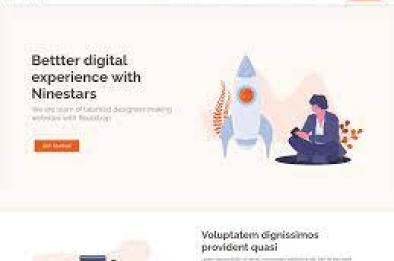 Bettter digital
experience with
Ninestars
We are team of talented designers making
websites with Bootstrap
Get Started
Voluptatem dignissimos
provident quasi